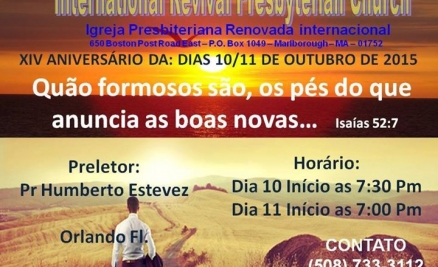 International Revival Presbyterian Church
Igreja Presbiteriana Renovada internacional
650 Boston Post Road East – P.O. Box 1049 – Marlborough – MA – 01752
XIV ANIVERSÁRIO DA: DIAS 10/11 DE OUTUBRO DE 2015
Quão formosos são, os pés do que
anuncia as boas novas... Isaías 52:7
Preletor:
Pr Humberto Estevez
Orlando Fl.
Horário:
Dia 10 Início as 7:30 Pm
Dia 11 Início as 7:00 Pm
CONTATO
(508) 733-3112